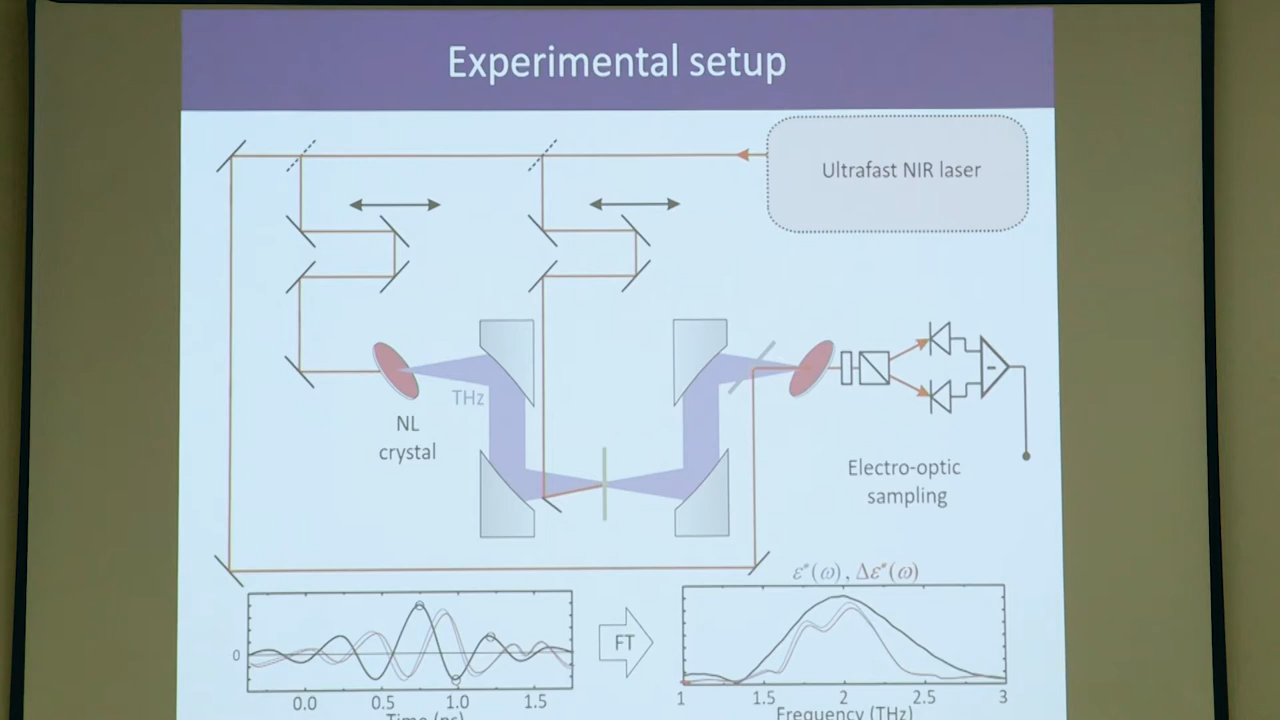 Experimental setup
Ultrafast NIR laser
THz
NL
crystal
Electro-optic
sampling
ε*(ω), Δε*(ω)
0
FT
0.0 0.5 1.0 1.5
1 1.5 2 2.5 3
Time (ps)
Frequency (THz)